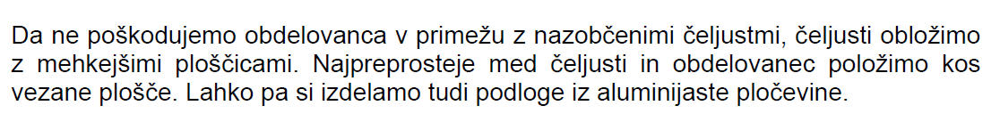 Da ne poškodujemo obdelovanca v primežu z nazobčenimi čeljustmi, čeljusti obložimo
z mehkejšimi ploščicami. Najpreprosteje med čeljusti in obdelovanec položimo kos
vezane plošče. Lahko pa si izdelamo tudi podloge iz aluminijaste pločevine.